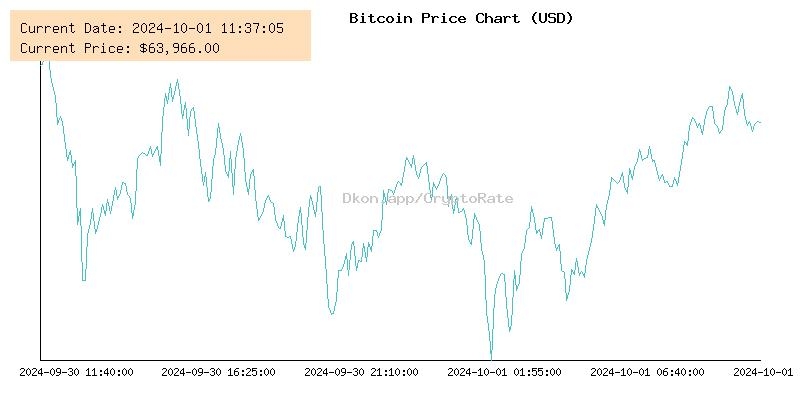 Bitcoin Price Chart (USD)
Current Date: 2024-10-01 11:37:05
Current Price: $63,966.00
Dkon.app/CryptoRate
2024-09-30 11:40:00 2024-09-30 16:25:00 2024-09-30 21:10:00 2024-10-01 01:55:00 2024-10-01 06:40:00 2024-10-01